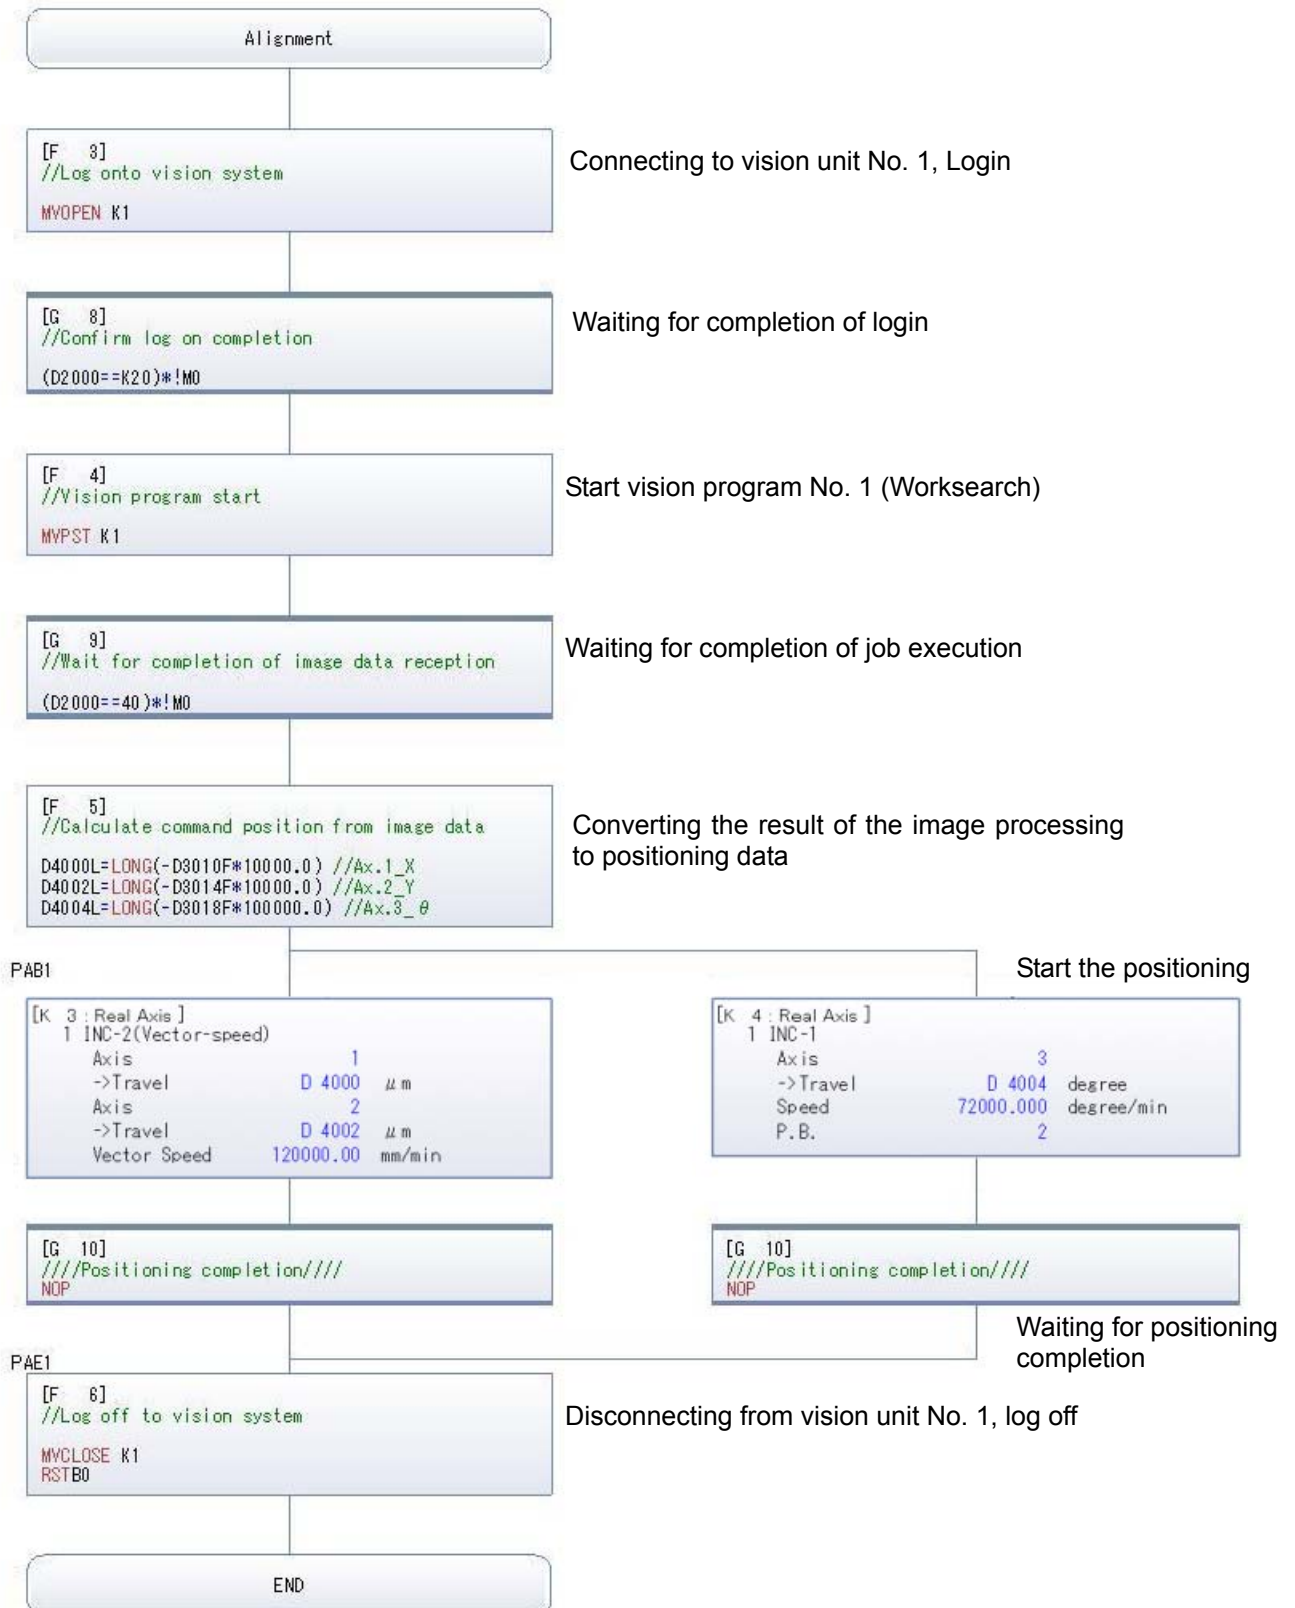 Alignment
[F 3]
//Log onto vision system
MVOPEN K1
Connecting to vision unit No. 1, Login
[G 8]
//Confirm log on completion
(D2000==K20)*!M0
Waiting for completion of login
[F 4]
//Vision program start
MVPST K1
Start vision program No. 1 (Worksearch)
[G 9]
//Wait for completion of image data reception
(D2000==40)*!M0
Waiting for completion of job execution
[F 5]
//Calculate command position from image data
D4000L=LONG(-D3010F*10000.0) //Ax.1_X
D4002L=LONG(-D3014F*10000.0) //Ax.2_Y
D4004L=LONG(-D3018F*100000.0) //Ax.3_θ
Converting the result of the image processing
to positioning data
PAB1
Start the positioning
[K 3 : Real Axis ]
1 INC-2(Vector-speed)
Axis 1
->Travel D 4000 μm
Axis 2
->Travel D 4002 μm
Vector Speed 120000.00 mm/min
[K 4 : Real Axis ]
1 INC-1
Axis 3
->Travel D 4004 degree
Speed 72000.000 degree/min
P.B. 2
[G 10]
////Positioning completion////
NOP
[G 10]
////Positioning completion////
NOP
Waiting for positioning
completion
PAE1
[F 6]
//Log off to vision system
MVCLOSE K1
RSTB0
Disconnecting from vision unit No. 1, log off
END